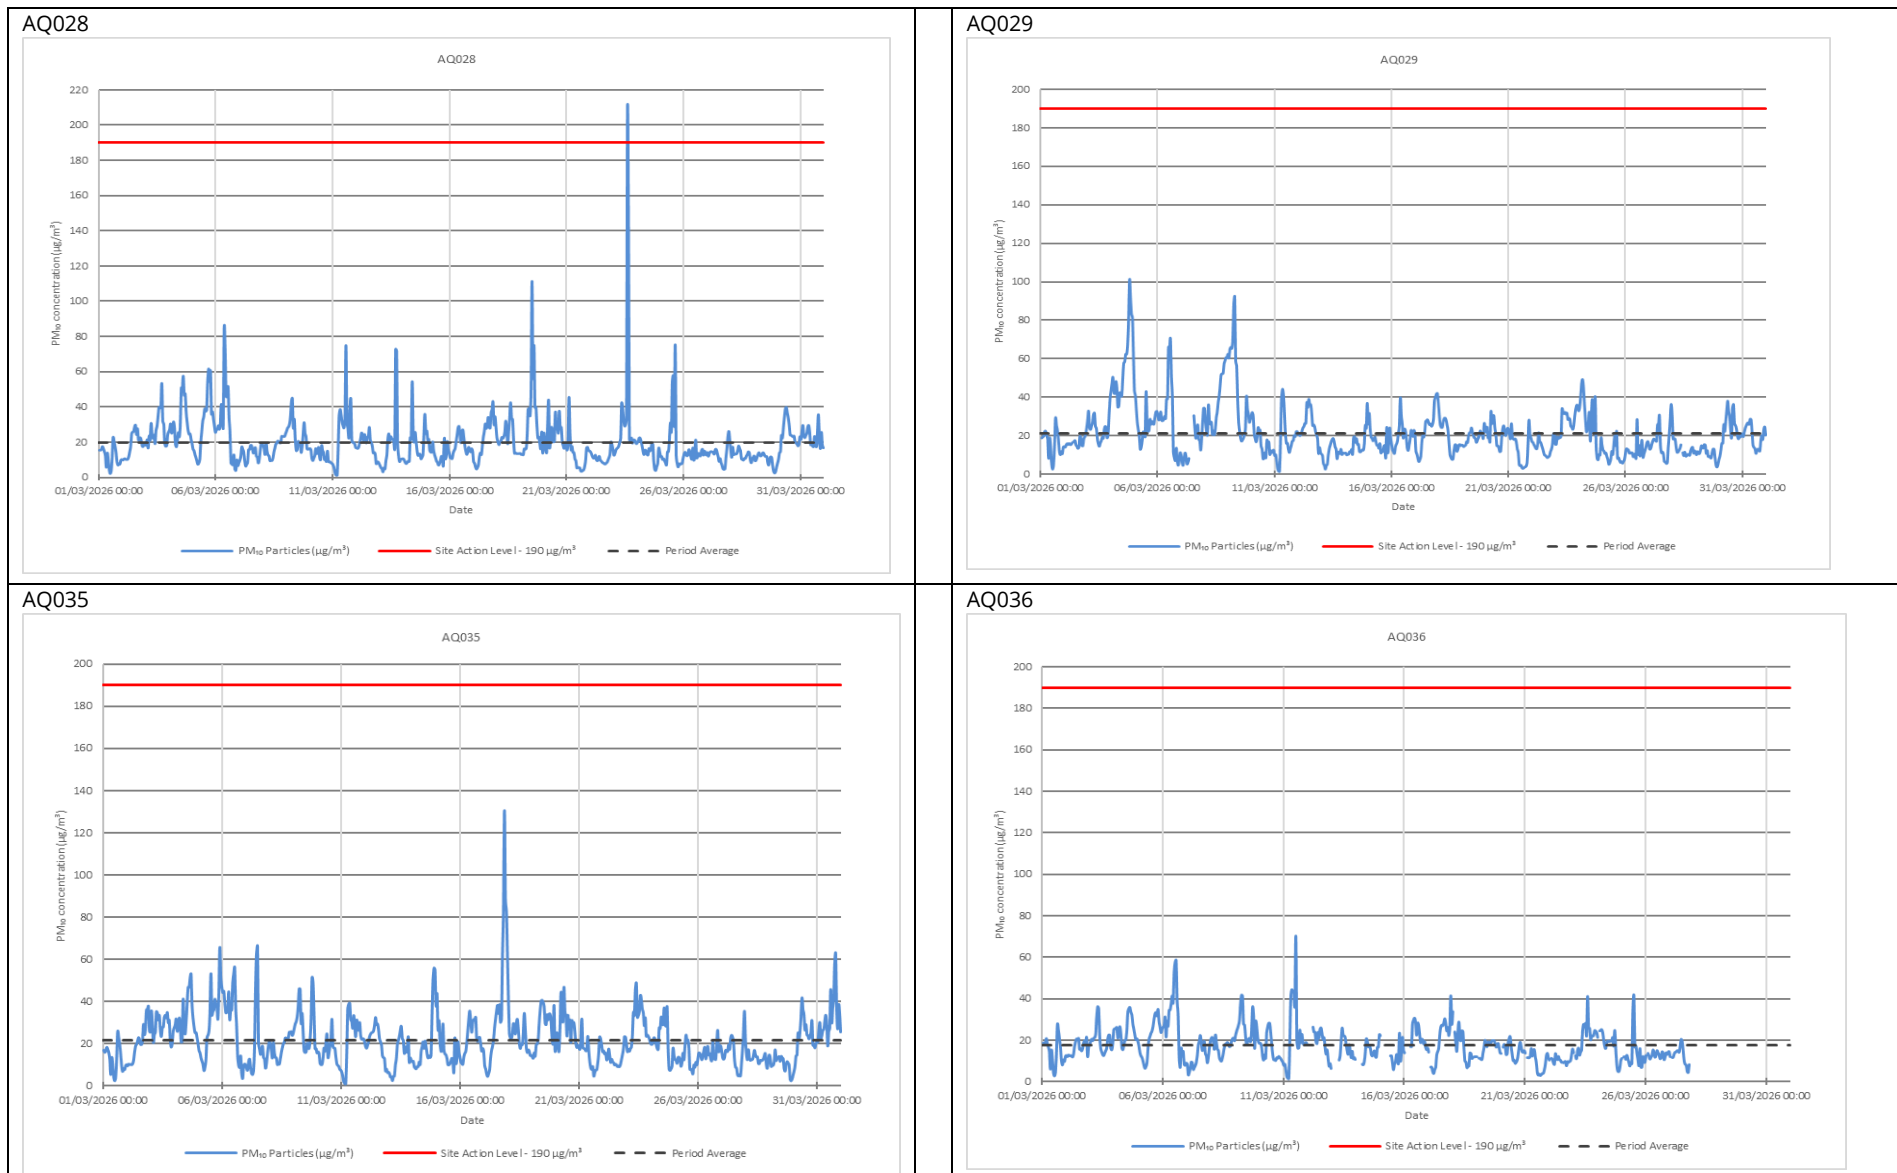 AQ028
AQ028
220
200
180
160
140
120
100
80
60
40
20
0
PM₁₀ concentration (µg/m³)
01/03/2026 00:00 06/03/2026 00:00 11/03/2026 00:00 16/03/2026 00:00 21/03/2026 00:00 26/03/2026 00:00 31/03/2026 00:00
Date
PM₁₀ Particles (µg/m³) Site Action Level - 190 µg/m³ Period Average
AQ029
AQ029
200
180
160
140
120
100
80
60
40
20
0
PM₁₀ concentration (µg/m³)
01/03/2026 00:00 06/03/2026 00:00 11/03/2026 00:00 16/03/2026 00:00 21/03/2026 00:00 26/03/2026 00:00 31/03/2026 00:00
Date
PM₁₀ Particles (µg/m³) Site Action Level - 190 µg/m³ Period Average
AQ035
AQ035
200
180
160
140
120
100
80
60
40
20
0
PM₁₀ concentration (µg/m³)
01/03/2026 00:00 06/03/2026 00:00 11/03/2026 00:00 16/03/2026 00:00 21/03/2026 00:00 26/03/2026 00:00 31/03/2026 00:00
Date
PM₁₀ Particles (µg/m³) Site Action Level - 190 µg/m³ Period Average
AQ036
AQ036
200
180
160
140
120
100
80
60
40
20
0
PM₁₀ concentration (µg/m³)
01/03/2026 00:00 06/03/2026 00:00 11/03/2026 00:00 16/03/2026 00:00 21/03/2026 00:00 26/03/2026 00:00 31/03/2026 00:00
Date
PM₁₀ Particles (µg/m³) Site Action Level - 190 µg/m³ Period Average